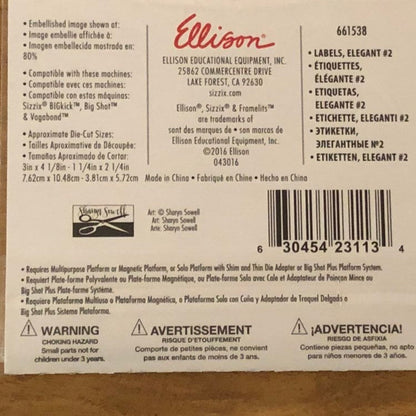 • Embellished image shown at:
• Image embellie affichée à:
• Imagen embellecida mostrada en:
80%
• Compatible with these machines:
• Compatible avec ces machines:
• Compatible con estas máquinas:
Sizzix® BIGkick®, Big Shot™
& Vagabond™
• Approximate Die-Cut Sizes:
• Tailles Approximative de Découpée:
• Tamaños Aproximado de Cortar:
3in x 4 1/8in - 1 1/4in x 2 1/4in
7.62cm x 10.48cm - 3.81cm x 5.72cm
Ellison®
ELLISON EDUCATIONAL EQUIPMENT, INC.
25862 COMMERCENTRE DRIVE
LAKE FOREST, CA 92630
sizzix.com
Ellison®, Sizzix® & Framelits™
are trademarks of
sont des marques de • son marcas de
Ellison Educational Equipment, Inc.
©2016 Ellison
043016
Made in China • Fabriqué en Chine • Hecho en China
661538
• LABELS, ELEGANT #2
• ÉTIQUETTES,
ÉLÉGANTE #2
• ETIQUETAS,
ELEGANTE #2
• ETICHETTE, ELEGANTI #2
• ЭТИКЕТКИ,
ЭЛЕГАНТНЫЕ №2
• ETIKETTEN, ELEGANT #2
Sharyn Sowell
Art: © Sharyn Sowell
Art: Sharyn Sowell
Arte: Sharyn Sowell
6 30454 23113 4
• Requires Multipurpose Platform or Magnetic Platform, or Solo Platform with Shim and Thin Die Adapter or Big Shot Plus Platform System.
• Requiert Plate-forme Polyvalente ou Plate-forme Magnétique, ou Plate-forme Solo avec Cale et Adaptateur de Poinçon Mince ou
Big Shot Plus Système de Plate-forme.
• Requiera Plataforma Multiuso o Plataforma Magnética, o Plataforma Solo con Cuña y Adaptador de Troquel Delgado o
Big Shot Plus Sistema Plataforma.
WARNING
CHOKING HAZARD
Small parts not for
children under 3 years.
AVERTISSEMENT
RISQUE D'ETOUFFEMENT
Comporte de petites pièces, ne convient
pas aux enfants de moins de 3 ans.
¡ADVERTENCIA!
RIESGO DE ASFIXIA
Contiene partes pequeñas, no apto
para niños menores de 3 años.